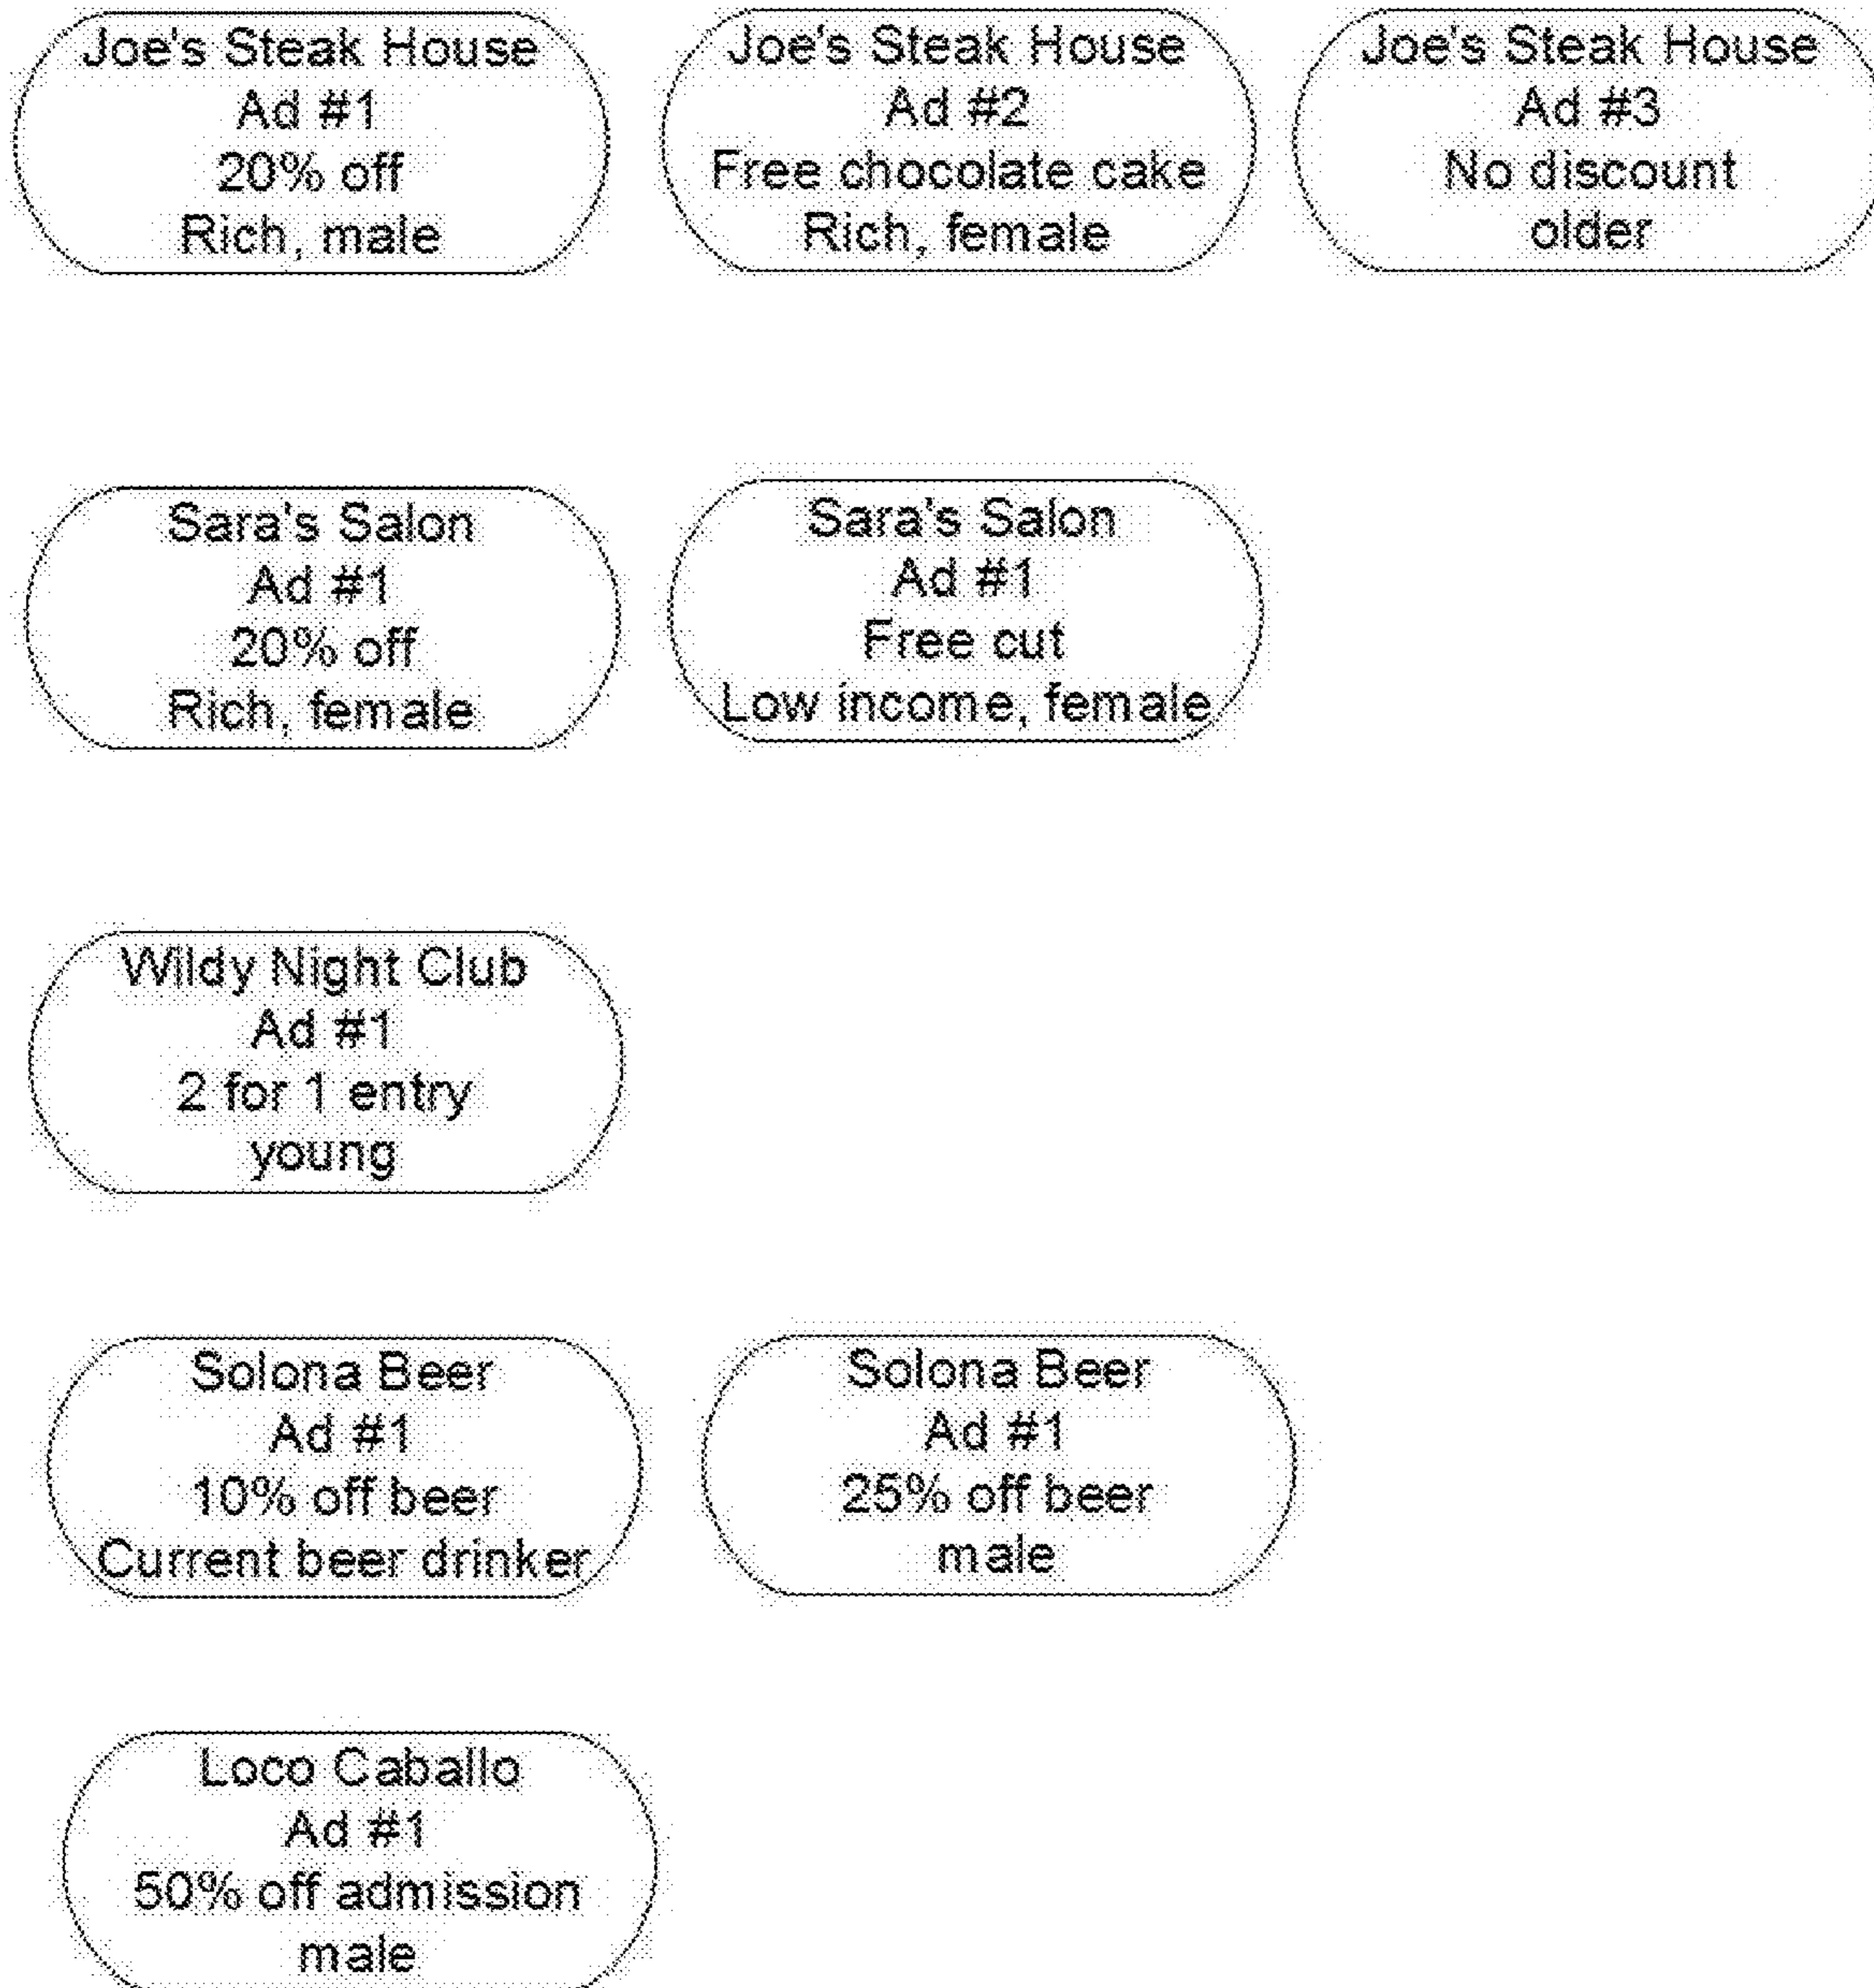 Joe's Steak House
Ad #1
20% off
Rich, male
Joe's Steak House
Ad #2
Free chocolate cake
Rich, female
Joe's Steak House
Ad #3
No discount
older
Sara's Salon
Ad #1
20% off
Rich, female
Sara's Salon
Ad #1
Free cut
Low income, female
Wildy Night Club
Ad #1
2 for 1 entry
young
Solona Beer
Ad #1
10% off beer
Current beer drinker
Solona Beer
Ad #1
25% off beer
male
Loco Caballo
Ad #1
50% off admission
male